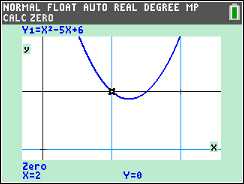 NORMAL FLOAT AUTO REAL DEGREE MP
CALC ZERO
Y1=X²-5X+6
y
x
Zero
X=2 Y=0